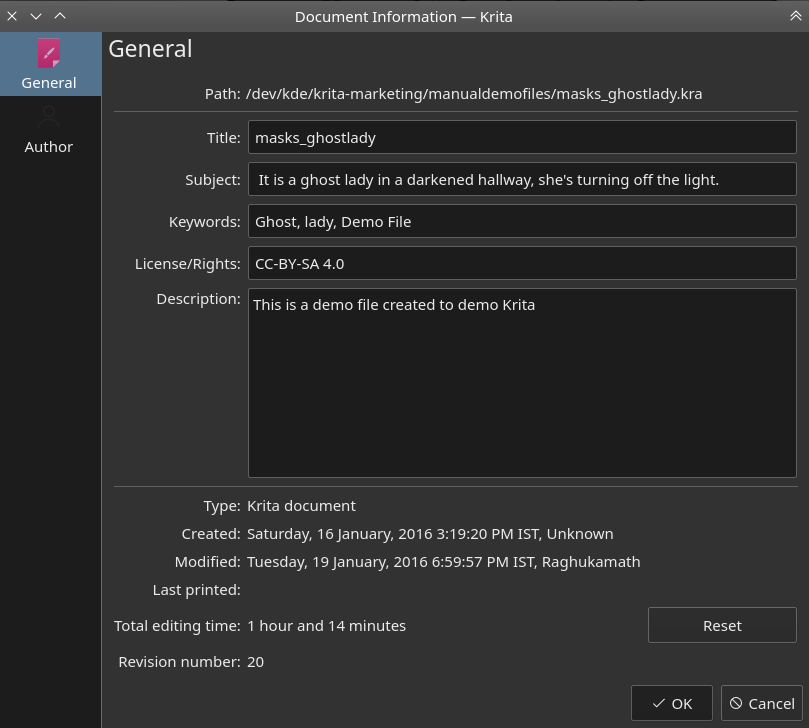 Document Information — Krita
General
Author
General
Path: /dev/kde/krita-marketing/manualdemofiles/masks_ghostlady.kra
Title: masks_ghostlady
Subject: It is a ghost lady in a darkened hallway, she's turning off the light.
Keywords: Ghost, lady, Demo File
License/Rights: CC-BY-SA 4.0
Description: This is a demo file created to demo Krita
Type: Krita document
Created: Saturday, 16 January, 2016 3:19:20 PM IST, Unknown
Modified: Tuesday, 19 January, 2016 6:59:57 PM IST, Raghukamath
Last printed:
Total editing time: 1 hour and 14 minutes Reset
Revision number: 20
OK Cancel